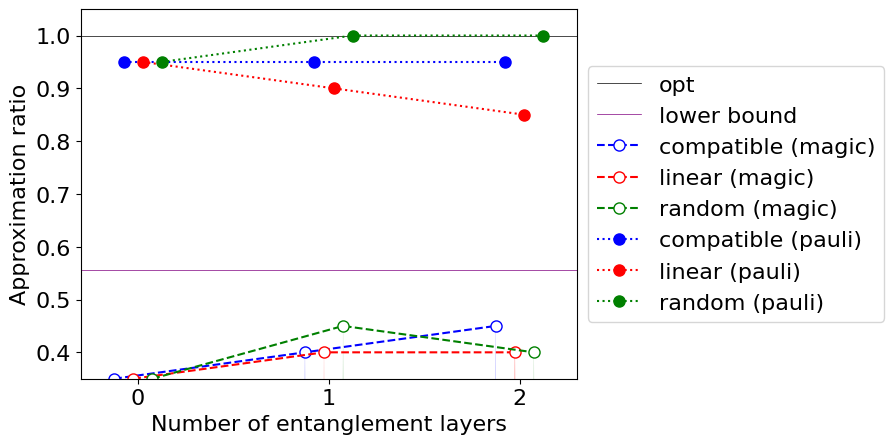 1.0
0.9
0.8
0.7
0.6
0.5
0.4
Approximation ratio
0
1
2
Number of entanglement layers
opt
lower bound
compatible (magic)
linear (magic)
random (magic)
compatible (pauli)
linear (pauli)
random (pauli)